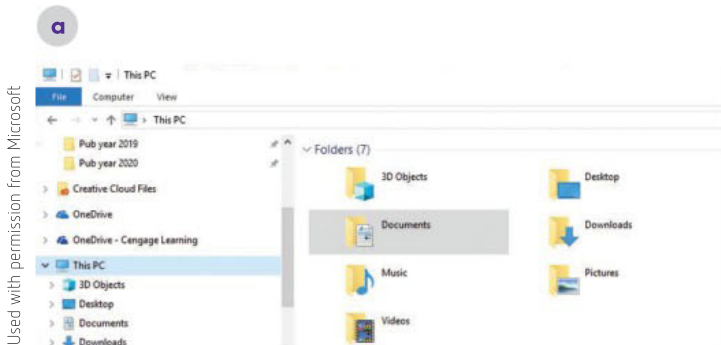 a
Used with permission from Microsoft
This PC
File Computer View
This PC
Pub year 2019
Pub year 2020
Creative Cloud Files
OneDrive
OneDrive - Cengage Learning
This PC
3D Objects
Desktop
Documents
Downloads
Folders (7)
3D Objects
Desktop
Documents
Downloads
Music
Pictures
Videos